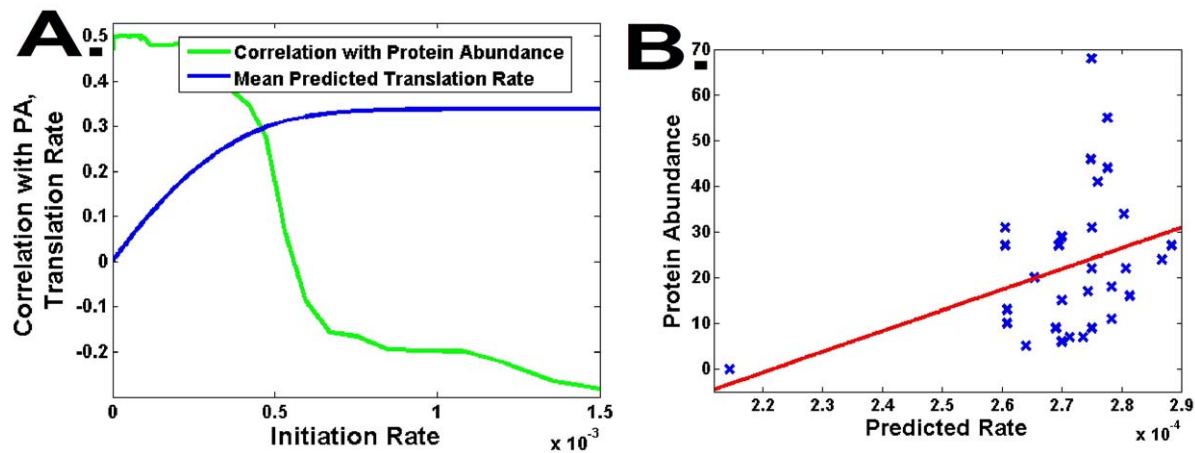 A.
Correlation with Protein Abundance
Mean Predicted Translation Rate
Correlation with PA,
Translation Rate
0.5
0.4
0.3
0.2
0.1
0
-0.1
-0.2
0
0.5
1
1.5
x 10⁻³
Initiation Rate
B.
Protein Abundance
70
60
50
40
30
20
10
0
2.2
2.3
2.4
2.5
2.6
2.7
2.8
2.9
x 10⁻⁴
Predicted Rate